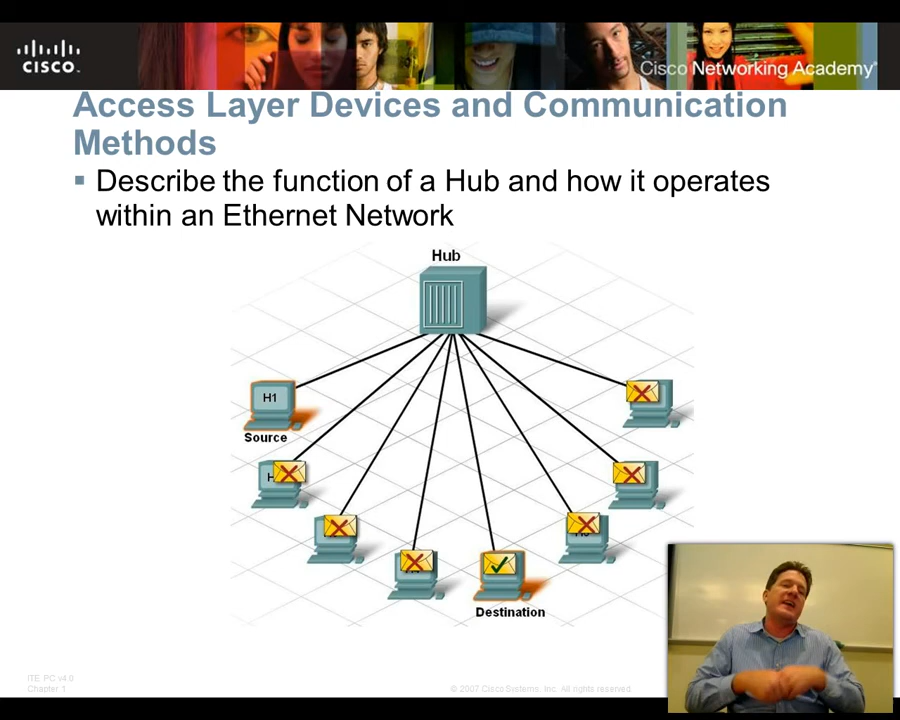 CISCO
Cisco Networking Academy
Access Layer Devices and Communication
Methods
Describe the function of a Hub and how it operates
within an Ethernet Network
Hub
H1
Source
Destination
ITE PC v4.0
Chapter 1
© 2007 Cisco Systems, Inc. All rights reserved.